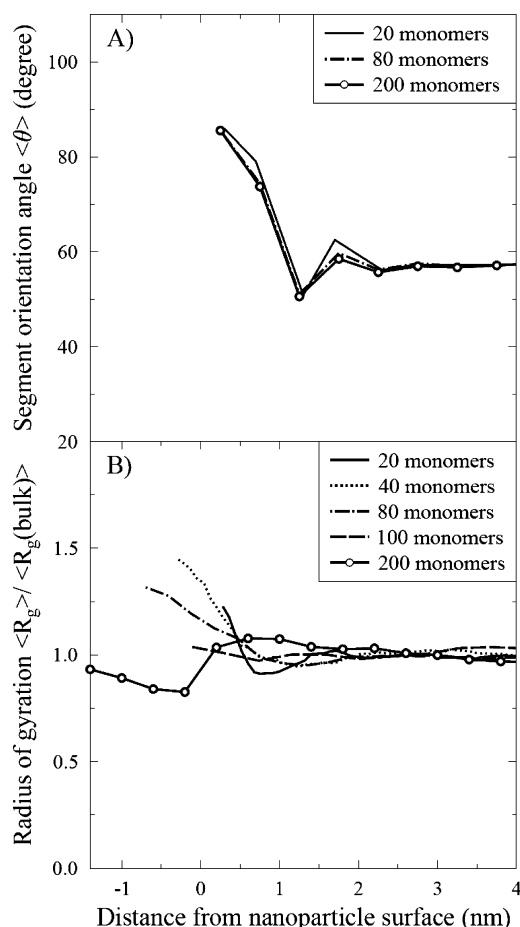 A)
20 monomers
80 monomers
200 monomers
Segment orientation angle <θ> (degree)
100
80
60
40
20
B)
20 monomers
40 monomers
80 monomers
100 monomers
200 monomers
Radius of gyration <Rg>/ <Rg(bulk)>
1.5
1.0
0.5
0.0
-1 0 1 2 3 4
Distance from nanoparticle surface (nm)